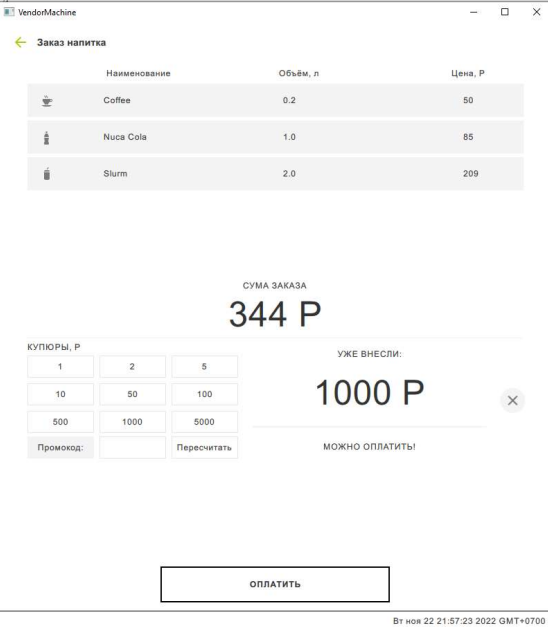 VendorMachine
Заказ напитка
Наименование Объём, л Цена, Р
Coffee 0.2 50
Nuca Cola 1.0 85
Slurm 2.0 209
СУМА ЗАКАЗА
344 Р
КУПЮРЫ, Р
УЖЕ ВНЕСЛИ:
1 2 5
10 50 100
1000 Р
500 1000 5000
Промокод: Пересчитать
МОЖНО ОПЛАТИТЬ!
ОПЛАТИТЬ
Вт ноя 22 21:57:23 2022 GMT+0700